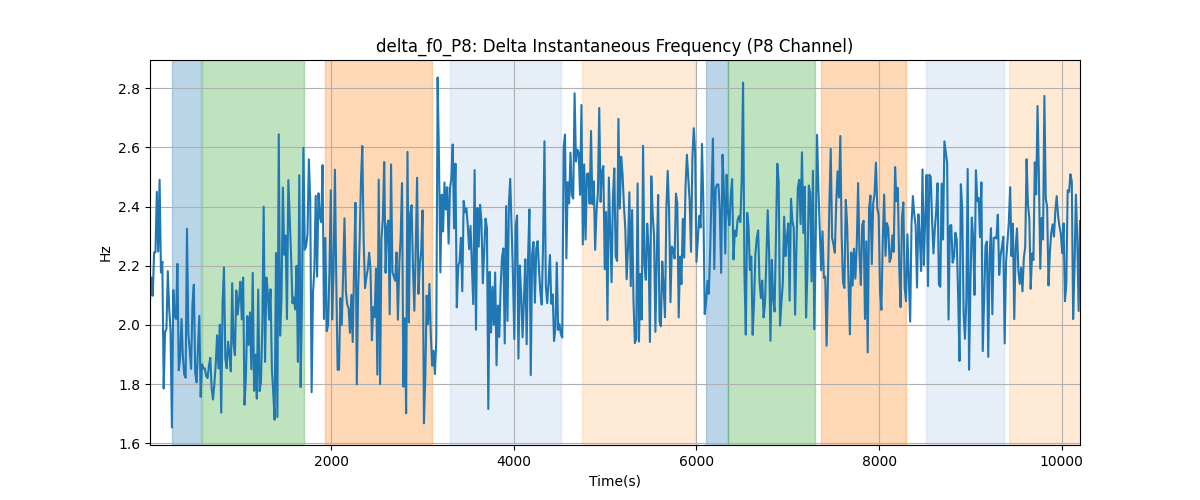 delta_f0_P8: Delta Instantaneous Frequency (P8 Channel)
2.8
2.6
2.4
2.2
2.0
1.8
1.6
Hz
2000 4000 6000 8000 10000
Time(s)